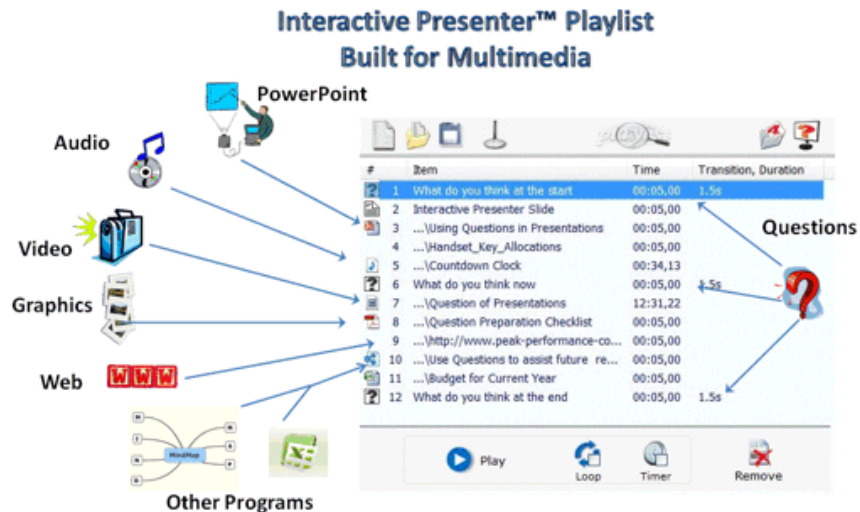 Interactive Presenter™ Playlist
Built for Multimedia
PowerPoint
Audio
Video
Graphics
Web
WWW
MindMap
Other Programs
Questions
# Item Time Transition, Duration
1 What do you think at the start 00:05,00 1.5s
2 Interactive Presenter Slide 00:05,00
3 ...\Using Questions in Presentations 00:05,00
4 ...\Handset_Key_Allocations 00:05,00
5 ...\Countdown Clock 00:34,13
6 What do you think now 00:05,00 1.5s
7 ...\Question of Presentations 12:31,22
8 ...\Question Preparation Checklist 00:05,00
9 ...\http://www.peak-performance-co... 00:05,00
10 ...\Use Questions to assist future re... 00:05,00
11 ...\Budget for Current Year 00:05,00
12 What do you think at the end 00:05,00 1.5s
Play
Loop
Timer
Remove